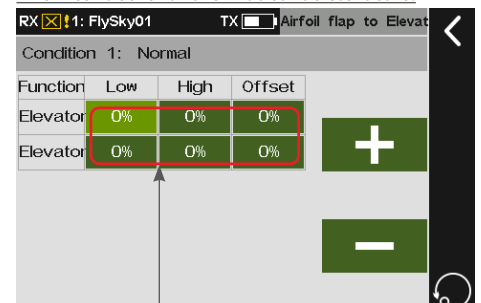 RX !1: FlySky01 TX Airfoil flap to Elevat
Condition 1: Normal
Function Low High Offset
Elevator 0% 0% 0%
Elevator 0% 0% 0%
+
−